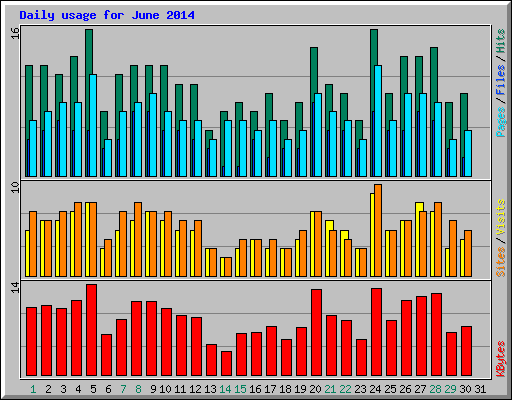 Daily usage for June 2014
16
Pages / Files / Hits
10
Sites / Visits
14
KBytes
1 2 3 4 5 6 7 8 9 10 11 12 13 14 15 16 17 18 19 20 21 22 23 24 25 26 27 28 29 30 31